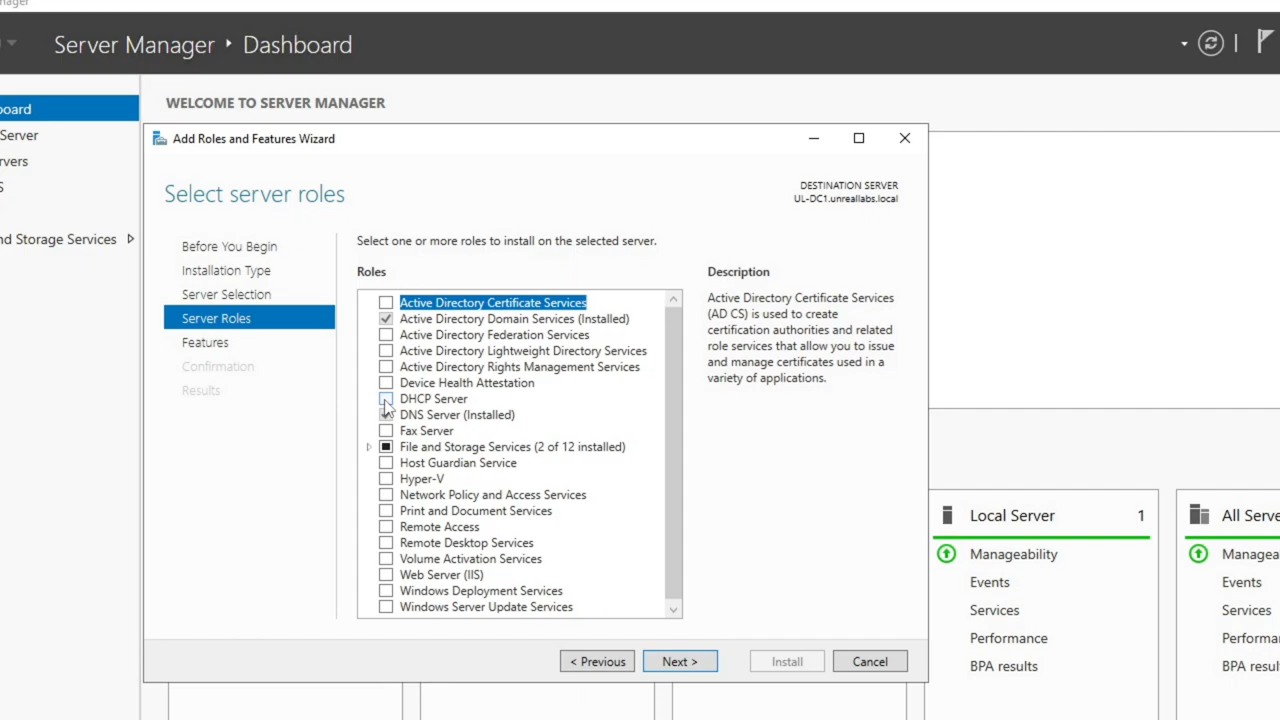 nager
Server Manager
Dashboard
board
Server
rvers
S
nd Storage Services
WELCOME TO SERVER MANAGER
Add Roles and Features Wizard
Select server roles
DESTINATION SERVER
UL-DC1.unreallabs.local
Before You Begin
Installation Type
Server Selection
Server Roles
Features
Confirmation
Results
Select one or more roles to install on the selected server.
Roles
Active Directory Certificate Services
Active Directory Domain Services (Installed)
Active Directory Federation Services
Active Directory Lightweight Directory Services
Active Directory Rights Management Services
Device Health Attestation
DHCP Server
DNS Server (Installed)
Fax Server
File and Storage Services (2 of 12 installed)
Host Guardian Service
Hyper-V
Network Policy and Access Services
Print and Document Services
Remote Access
Remote Desktop Services
Volume Activation Services
Web Server (IIS)
Windows Deployment Services
Windows Server Update Services
Description
Active Directory Certificate Services
(AD CS) is used to create
certification authorities and related
role services that allow you to issue
and manage certificates used in a
variety of applications.
< Previous
Next >
Install
Cancel
Local Server 1
Manageability
Events
Services
Performance
BPA results
All Serve
Managea
Events
Services
Performa
BPA resul